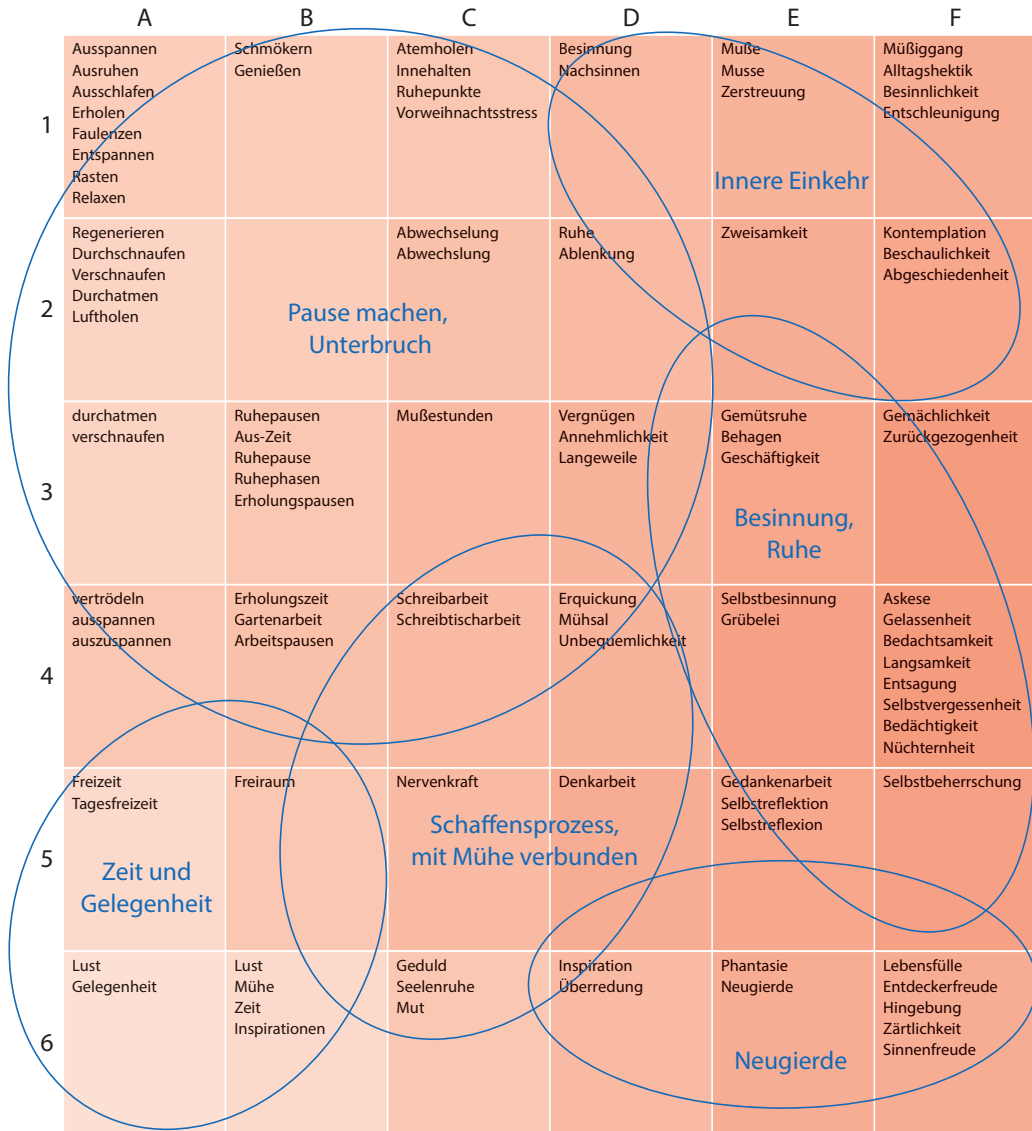 A B C D E F
1
Ausspannen
Ausruhen
Ausschlafen
Erholen
Faulenzen
Entspannen
Rasten
Relaxen
Schmökern
Genießen
Atemholen
Innehalten
Ruhepunkte
Vorweihnachtsstress
Besinnung
Nachsinnen
Muße
Musse
Zerstreuung
Müßiggang
Alltagshektik
Besinnlichkeit
Entschleunigung
Innere Einkehr
2
Regenerieren
Durchschnaufen
Verschnaufen
Durchatmen
Luftholen
Abwechselung
Abwechslung
Ruhe
Ablenkung
Zweisamkeit
Kontemplation
Beschaulichkeit
Abgeschiedenheit
Pause machen,
Unterbruch
3
durchatmen
verschnaufen
Ruhepausen
Aus-Zeit
Ruhepause
Ruhephasen
Erholungspausen
Mußestunden
Vergnügen
Annehmlichkeit
Langeweile
Gemütsruhe
Behagen
Geschäftigkeit
Gemächlichkeit
Zurückgezogenheit
Besinnung,
Ruhe
4
vertrödeln
ausspannen
auszuspannen
Erholungszeit
Gartenarbeit
Arbeitspausen
Schreibarbeit
Schreibtischarbeit
Erquickung
Mühsal
Unbequemlichkeit
Selbstbesinnung
Grübelei
Askese
Gelassenheit
Bedachtsamkeit
Langsamkeit
Entsagung
Selbstvergessenheit
Bedächtigkeit
Nüchternheit
5
Freizeit
Tagesfreizeit
Freiraum
Nervenkraft
Denkarbeit
Gedankenarbeit
Selbstreflektion
Selbstreflexion
Selbstbeherrschung
Schaffensprozess,
mit Mühe verbunden
Zeit und
Gelegenheit
6
Lust
Gelegenheit
Lust
Mühe
Zeit
Inspirationen
Geduld
Seelenruhe
Mut
Inspiration
Überredung
Phantasie
Neugierde
Lebensfülle
Entdeckerfreude
Hingebung
Zärtlichkeit
Sinnenfreude
Neugierde